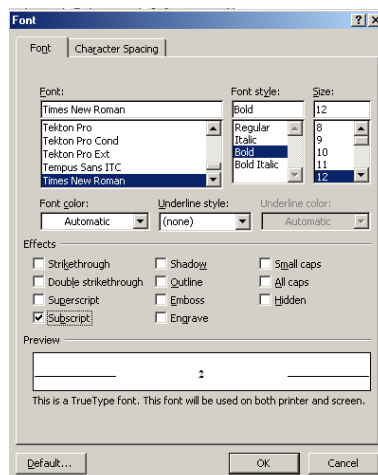 Font
Font Character Spacing
Font: Font style: Size:
Times New Roman Bold 12
Tekton Pro Regular 8
Tekton Pro Cond Italic 9
Tekton Pro Ext Bold 10
Tempus Sans ITC Bold Italic 11
Times New Roman 12
Font color: Underline style: Underline color:
Automatic (none) Automatic
Effects
Strikethrough Shadow Small caps
Double strikethrough Outline All caps
Superscript Emboss Hidden
Subscript Engrave
Preview
2
This is a TrueType font. This font will be used on both printer and screen.
Default... OK Cancel